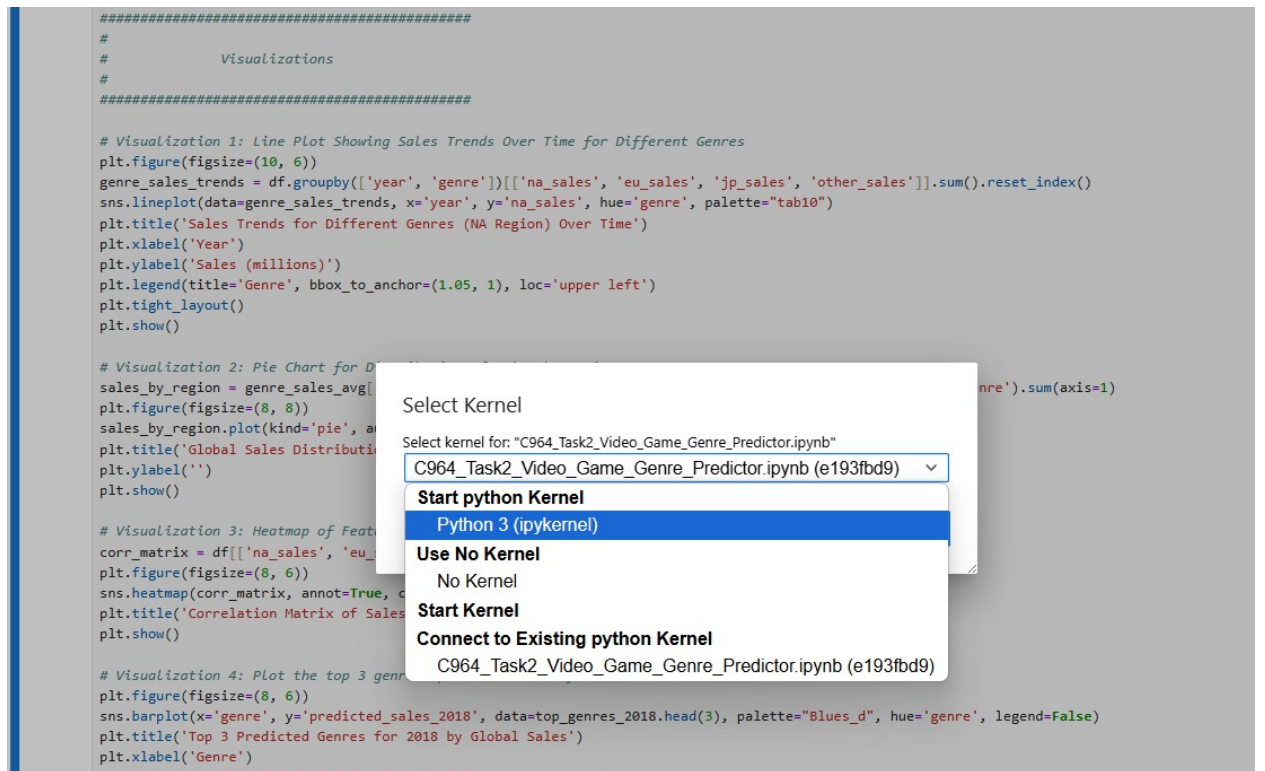 ##############################################
#
#              Visualizations
#
##############################################
# Visualization 1: Line Plot Showing Sales Trends Over Time for Different Genres
plt.figure(figsize=(10, 6))
genre_sales_trends = df.groupby(['year', 'genre'])[['na_sales', 'eu_sales', 'jp_sales', 'other_sales']].sum().reset_index()
sns.lineplot(data=genre_sales_trends, x='year', y='na_sales', hue='genre', palette="tab10")
plt.title('Sales Trends for Different Genres (NA Region) Over Time')
plt.xlabel('Year')
plt.ylabel('Sales (millions)')
plt.legend(title='Genre', bbox_to_anchor=(1.05, 1), loc='upper left')
plt.tight_layout()
plt.show()
# Visualization 2: Pie Chart for
sales_by_region = genre_sales_avg[ nre').sum(axis=1)
plt.figure(figsize=(8, 8))
sales_by_region.plot(kind='pie',
plt.title('Global Sales
plt.ylabel('')
plt.show()
# Visualization 3: Heatmap of
corr_matrix = df[['na_sales',
plt.figure(figsize=(8, 6))
sns.heatmap(corr_matrix, annot=True,
plt.title('Correlation Matrix of
plt.show()
# Visualization 4: Plot the top 3
plt.figure(figsize=(8, 6))
sns.barplot(x='genre', y='predicted_sales_2018', data=top_genres_2018.head(3), palette="Blues_d", hue='genre', legend=False)
plt.title('Top 3 Predicted Genres for 2018 by Global Sales')
plt.xlabel('Genre')
Select Kernel
Select kernel for: "C964_Task2_Video_Game_Genre_Predictor.ipynb"
C964_Task2_Video_Game_Genre_Predictor.ipynb (e193fbd9)
Start python Kernel
Python 3 (ipykernel)
Use No Kernel
No Kernel
Start Kernel
Connect to Existing python Kernel
C964_Task2_Video_Game_Genre_Predictor.ipynb (e193fbd9)